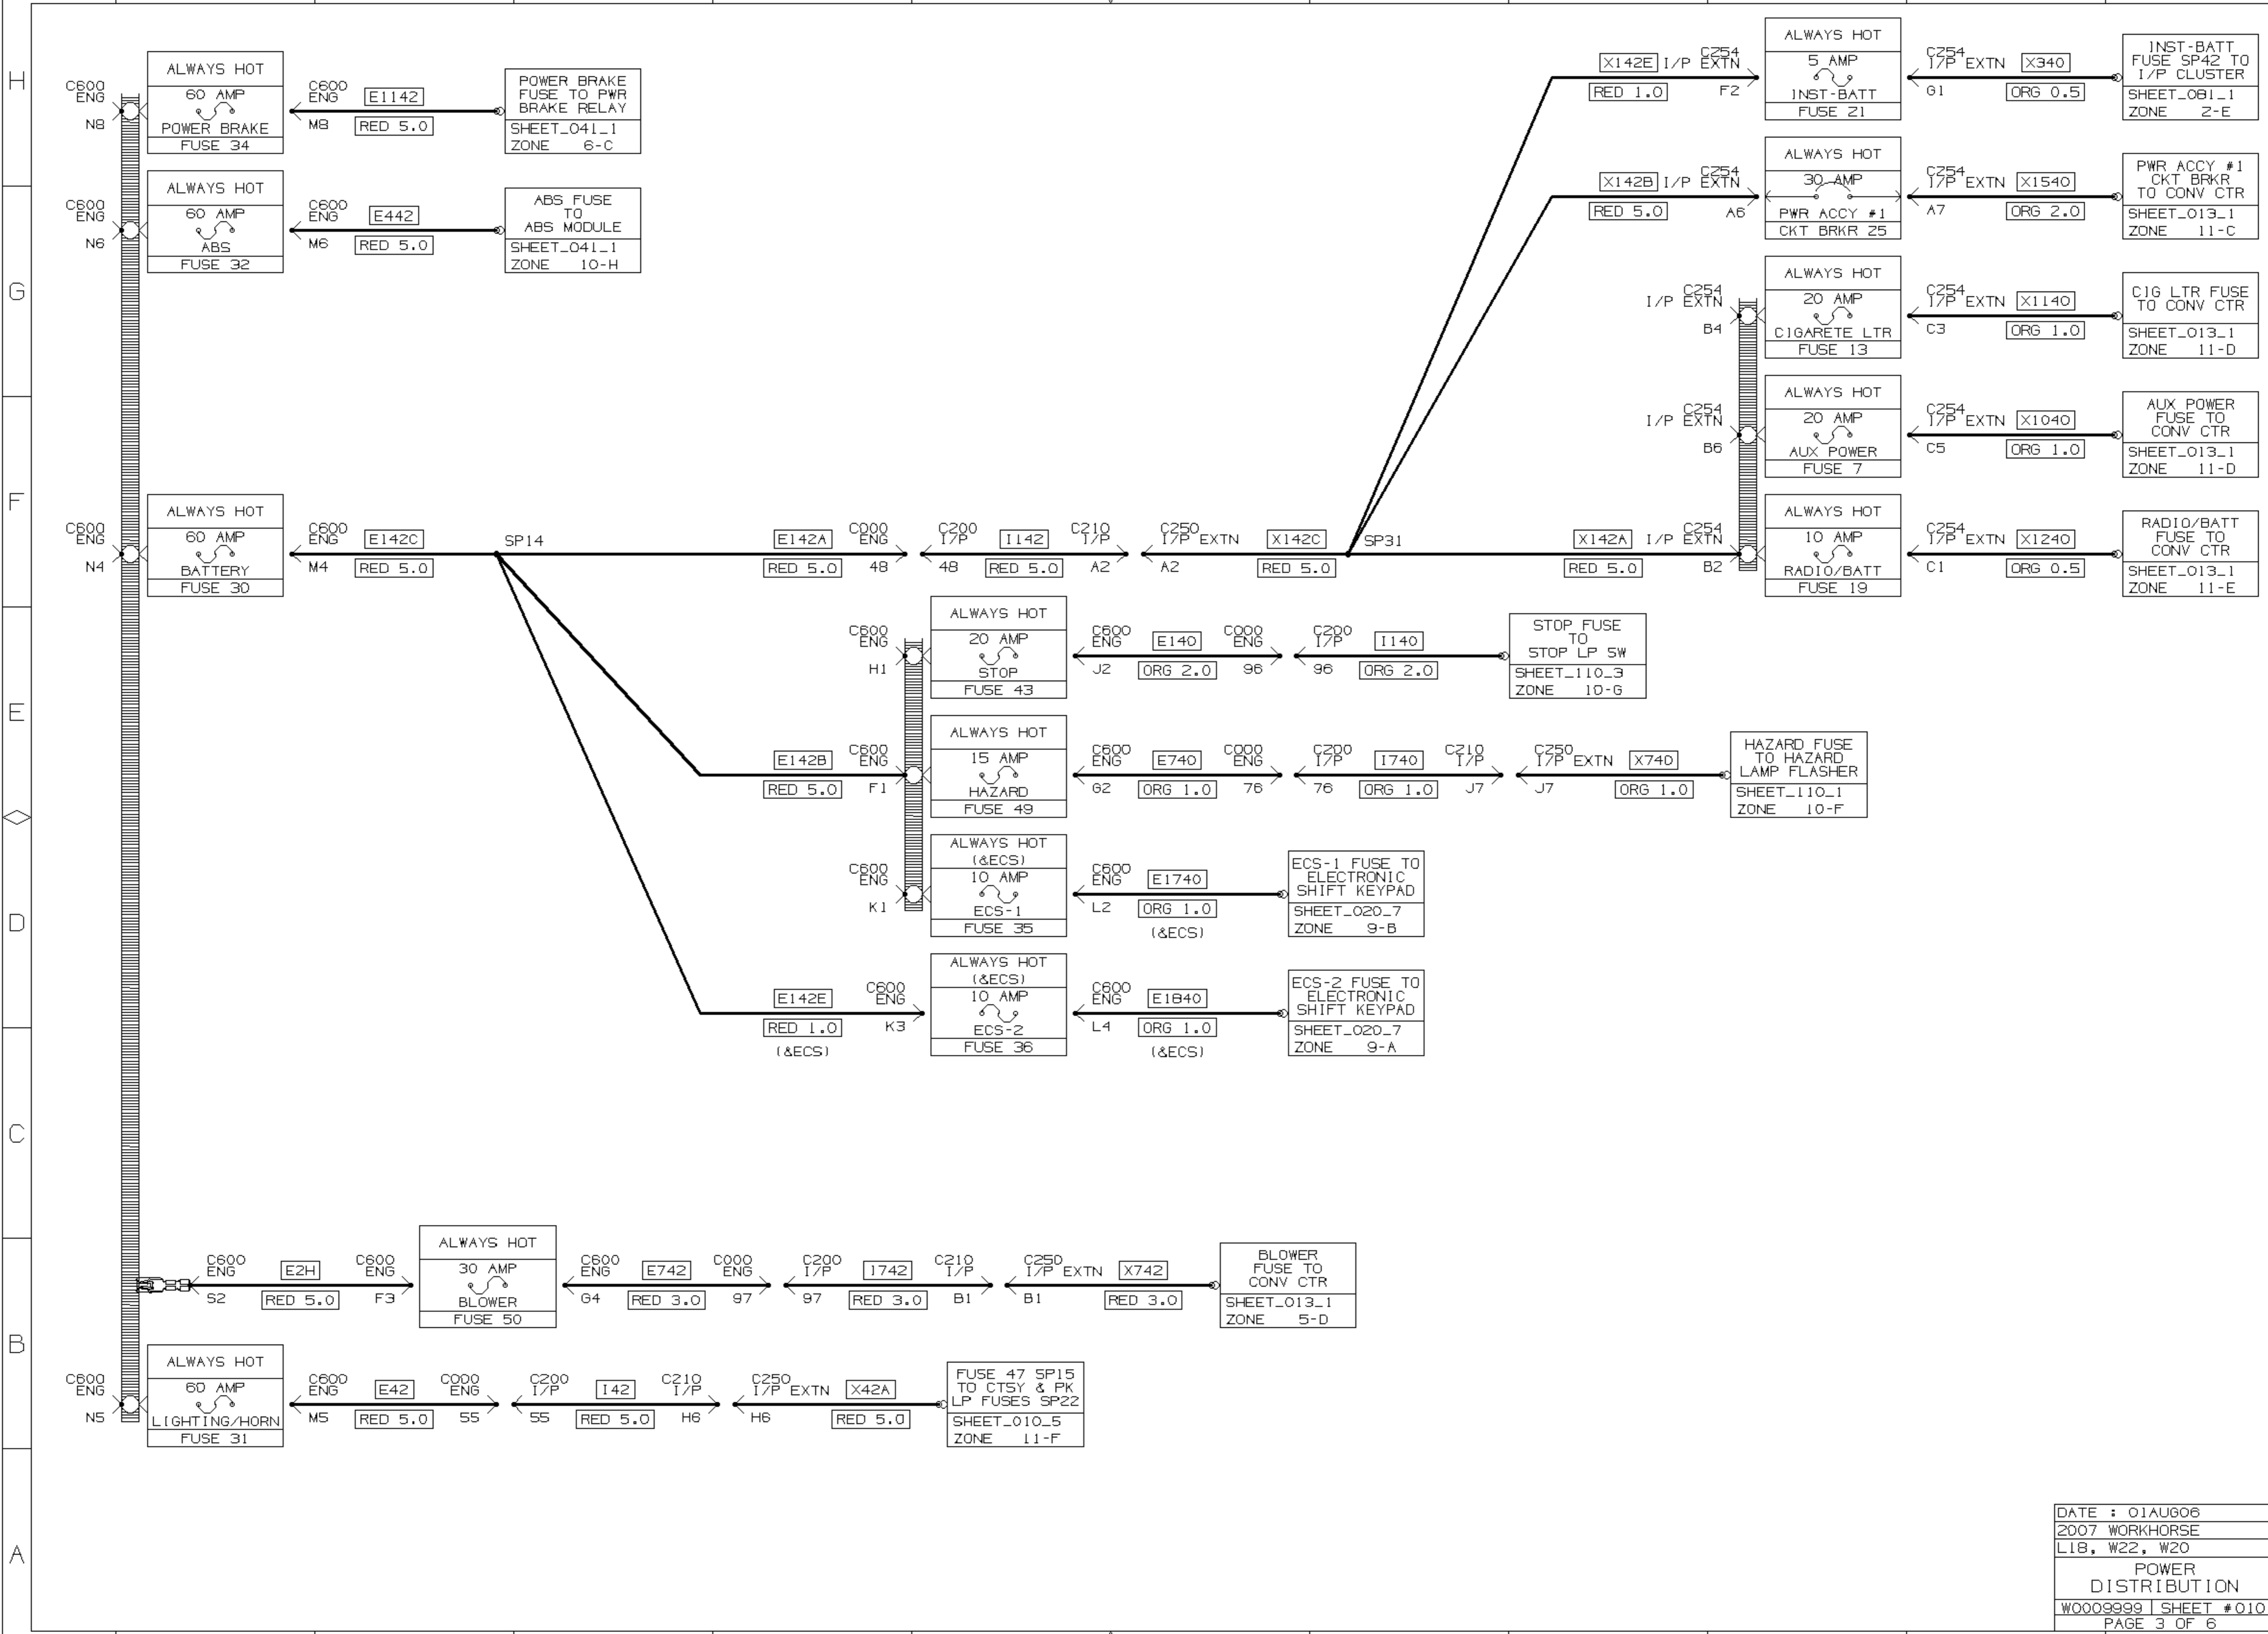 H
C600
ENG
N8
ALWAYS HOT
60 AMP
POWER BRAKE
FUSE 34
C600
ENG
M8
E1142
RED 5.0
POWER BRAKE
FUSE TO PWR
BRAKE RELAY
SHEET_041_1
ZONE 6-C
X142E
RED 1.0
I/P EXTN
C254
F2
ALWAYS HOT
5 AMP
INST-BATT
FUSE 21
C254
I/P EXTN
G1
X340
ORG 0.5
INST-BATT
FUSE SP42 TO
I/P CLUSTER
SHEET_081_1
ZONE 2-E
C600
ENG
N6
ALWAYS HOT
60 AMP
ABS
FUSE 32
C600
ENG
M6
E442
RED 5.0
ABS FUSE
TO
ABS MODULE
SHEET_041_1
ZONE 10-H
X142B
RED 5.0
C254
I/P EXTN
A6
ALWAYS HOT
30 AMP
PWR ACCY #1
CKT BRKR 25
C254
I/P EXTN
A7
X1540
ORG 2.0
PWR ACCY #1
CKT BRKR
TO CONV CTR
SHEET_013_1
ZONE 11-C
G
C254
I/P EXTN
B4
ALWAYS HOT
20 AMP
CIGARETE LTR
FUSE 13
C254
I/P EXTN
C3
X1140
ORG 1.0
CIG LTR FUSE
TO CONV CTR
SHEET_013_1
ZONE 11-D
C254
I/P EXTN
B6
ALWAYS HOT
20 AMP
AUX POWER
FUSE 7
C254
I/P EXTN
C5
X1040
ORG 1.0
AUX POWER
FUSE TO
CONV CTR
SHEET_013_1
ZONE 11-D
F
C600
ENG
N4
ALWAYS HOT
60 AMP
BATTERY
FUSE 30
C600
ENG
M4
E142C
RED 5.0
SP14
E142A
RED 5.0
C000
ENG
48
C200
I/P
48
I142
RED 5.0
C210
I/P
A2
C250
I/P EXTN
A2
X142C
RED 5.0
SP31
X142A
RED 5.0
C254
I/P EXTN
B2
ALWAYS HOT
10 AMP
RADIO/BATT
FUSE 19
C254
I/P EXTN
C1
X1240
ORG 0.5
RADIO/BATT
FUSE TO
CONV CTR
SHEET_013_1
ZONE 11-E
C600
ENG
H1
ALWAYS HOT
20 AMP
STOP
FUSE 43
C600
ENG
J2
E140
ORG 2.0
C000
ENG
96
C200
I/P
96
I140
ORG 2.0
STOP FUSE
TO
STOP LP SW
SHEET_110_3
ZONE 10-G
E
E142B
RED 5.0
C600
ENG
F1
ALWAYS HOT
15 AMP
HAZARD
FUSE 49
C600
ENG
G2
E740
ORG 1.0
C000
ENG
76
C200
I/P
76
I740
ORG 1.0
C210
I/P
J7
C250
I/P EXTN
J7
X740
ORG 1.0
HAZARD FUSE
TO HAZARD
LAMP FLASHER
SHEET_110_1
ZONE 10-F
C600
ENG
K1
ALWAYS HOT
(&ECS)
10 AMP
ECS-1
FUSE 35
C600
ENG
L2
E1740
ORG 1.0
(&ECS)
ECS-1 FUSE TO
ELECTRONIC
SHIFT KEYPAD
SHEET_020_7
ZONE 9-B
D
E142E
RED 1.0
(&ECS)
C600
ENG
K3
ALWAYS HOT
(&ECS)
10 AMP
ECS-2
FUSE 36
C600
ENG
L4
E1840
ORG 1.0
(&ECS)
ECS-2 FUSE TO
ELECTRONIC
SHIFT KEYPAD
SHEET_020_7
ZONE 9-A
C
C600
ENG
S2
E2H
RED 5.0
C600
ENG
F3
ALWAYS HOT
30 AMP
BLOWER
FUSE 50
C600
ENG
G4
E742
RED 3.0
C000
ENG
97
C200
I/P
97
I742
RED 3.0
C210
I/P
B1
C250
I/P EXTN
B1
X742
RED 3.0
BLOWER
FUSE TO
CONV CTR
SHEET_013_1
ZONE 5-D
B
C600
ENG
N5
ALWAYS HOT
60 AMP
LIGHTING/HORN
FUSE 31
C600
ENG
M5
E42
RED 5.0
C000
ENG
55
C200
I/P
55
I42
RED 5.0
C210
I/P
H6
C250
I/P EXTN
H6
X42A
RED 5.0
FUSE 47 SP15
TO CTSY & PK
LP FUSES SP22
SHEET_010_5
ZONE 11-F
A
DATE : 01AUG06
2007 WORKHORSE
L18, W22, W20
POWER
DISTRIBUTION
W0009999 SHEET #010
PAGE 3 OF 6